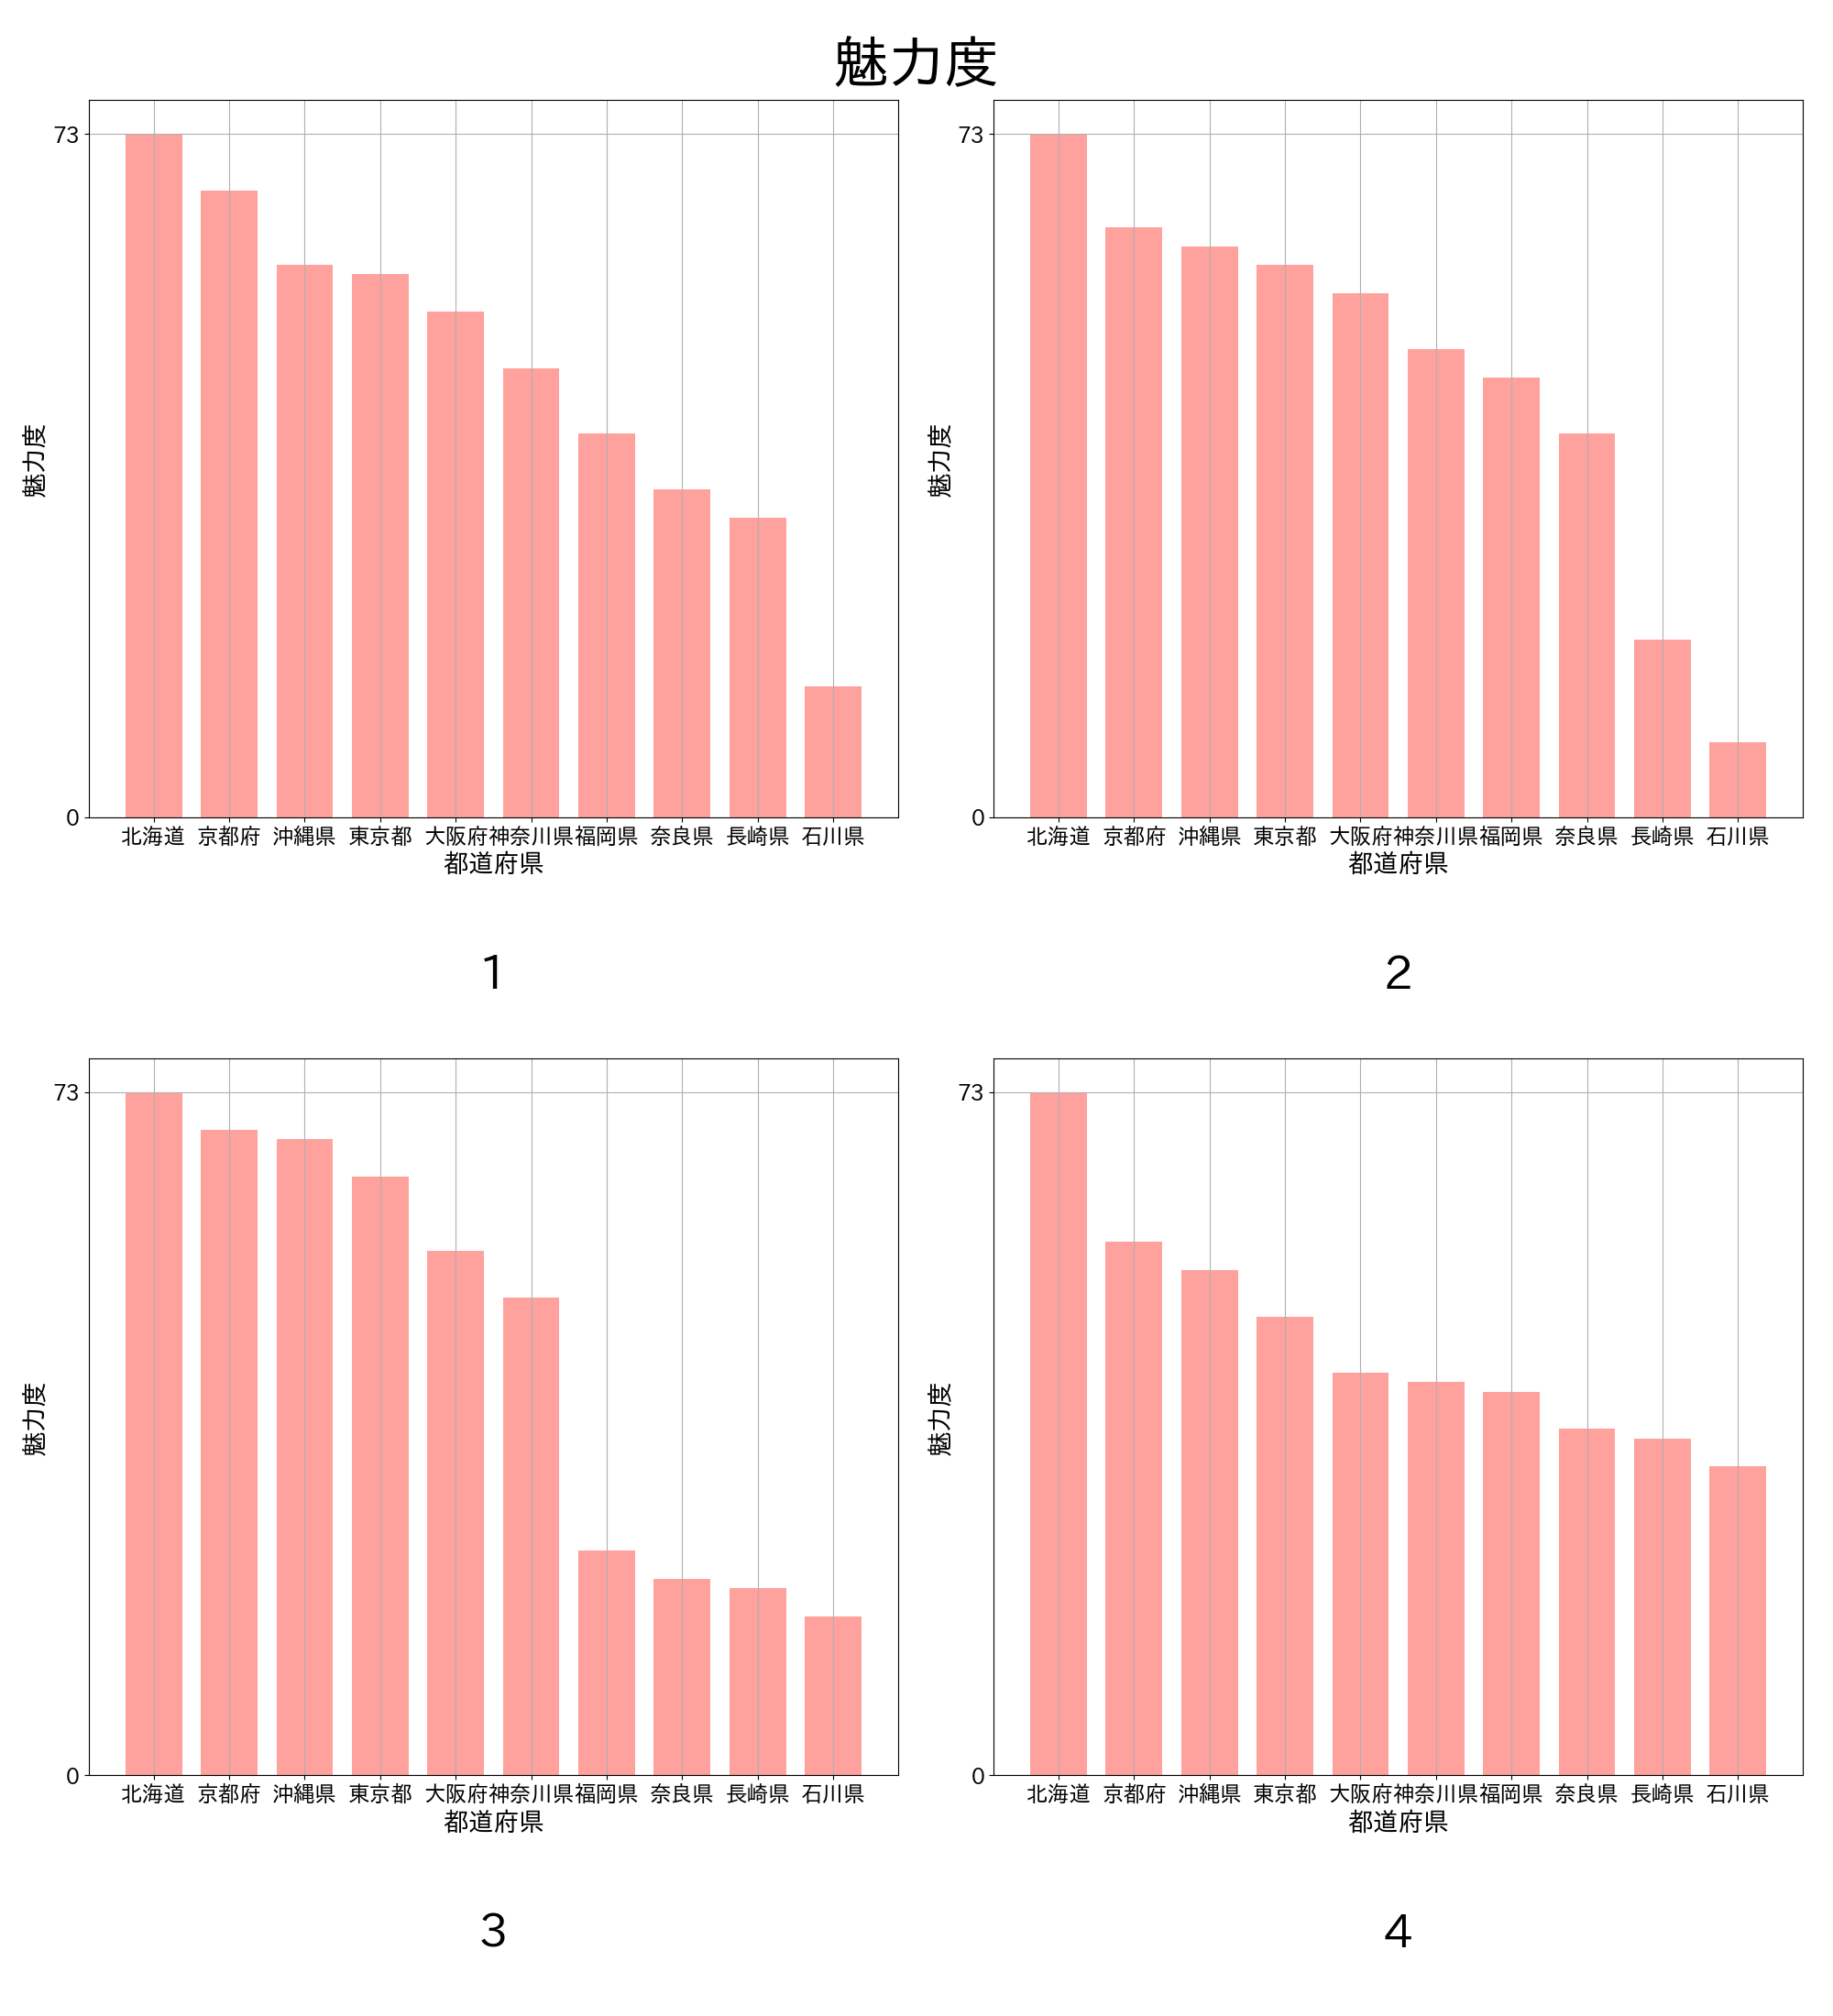 魅力度
73
魅力度
0
北海道 京都府 沖縄県 東京都 大阪府 神奈川県 福岡県 奈良県 長崎県 石川県
都道府県
1
73
魅力度
0
北海道 京都府 沖縄県 東京都 大阪府 神奈川県 福岡県 奈良県 長崎県 石川県
都道府県
2
73
魅力度
0
北海道 京都府 沖縄県 東京都 大阪府 神奈川県 福岡県 奈良県 長崎県 石川県
都道府県
3
73
魅力度
0
北海道 京都府 沖縄県 東京都 大阪府 神奈川県 福岡県 奈良県 長崎県 石川県
都道府県
4